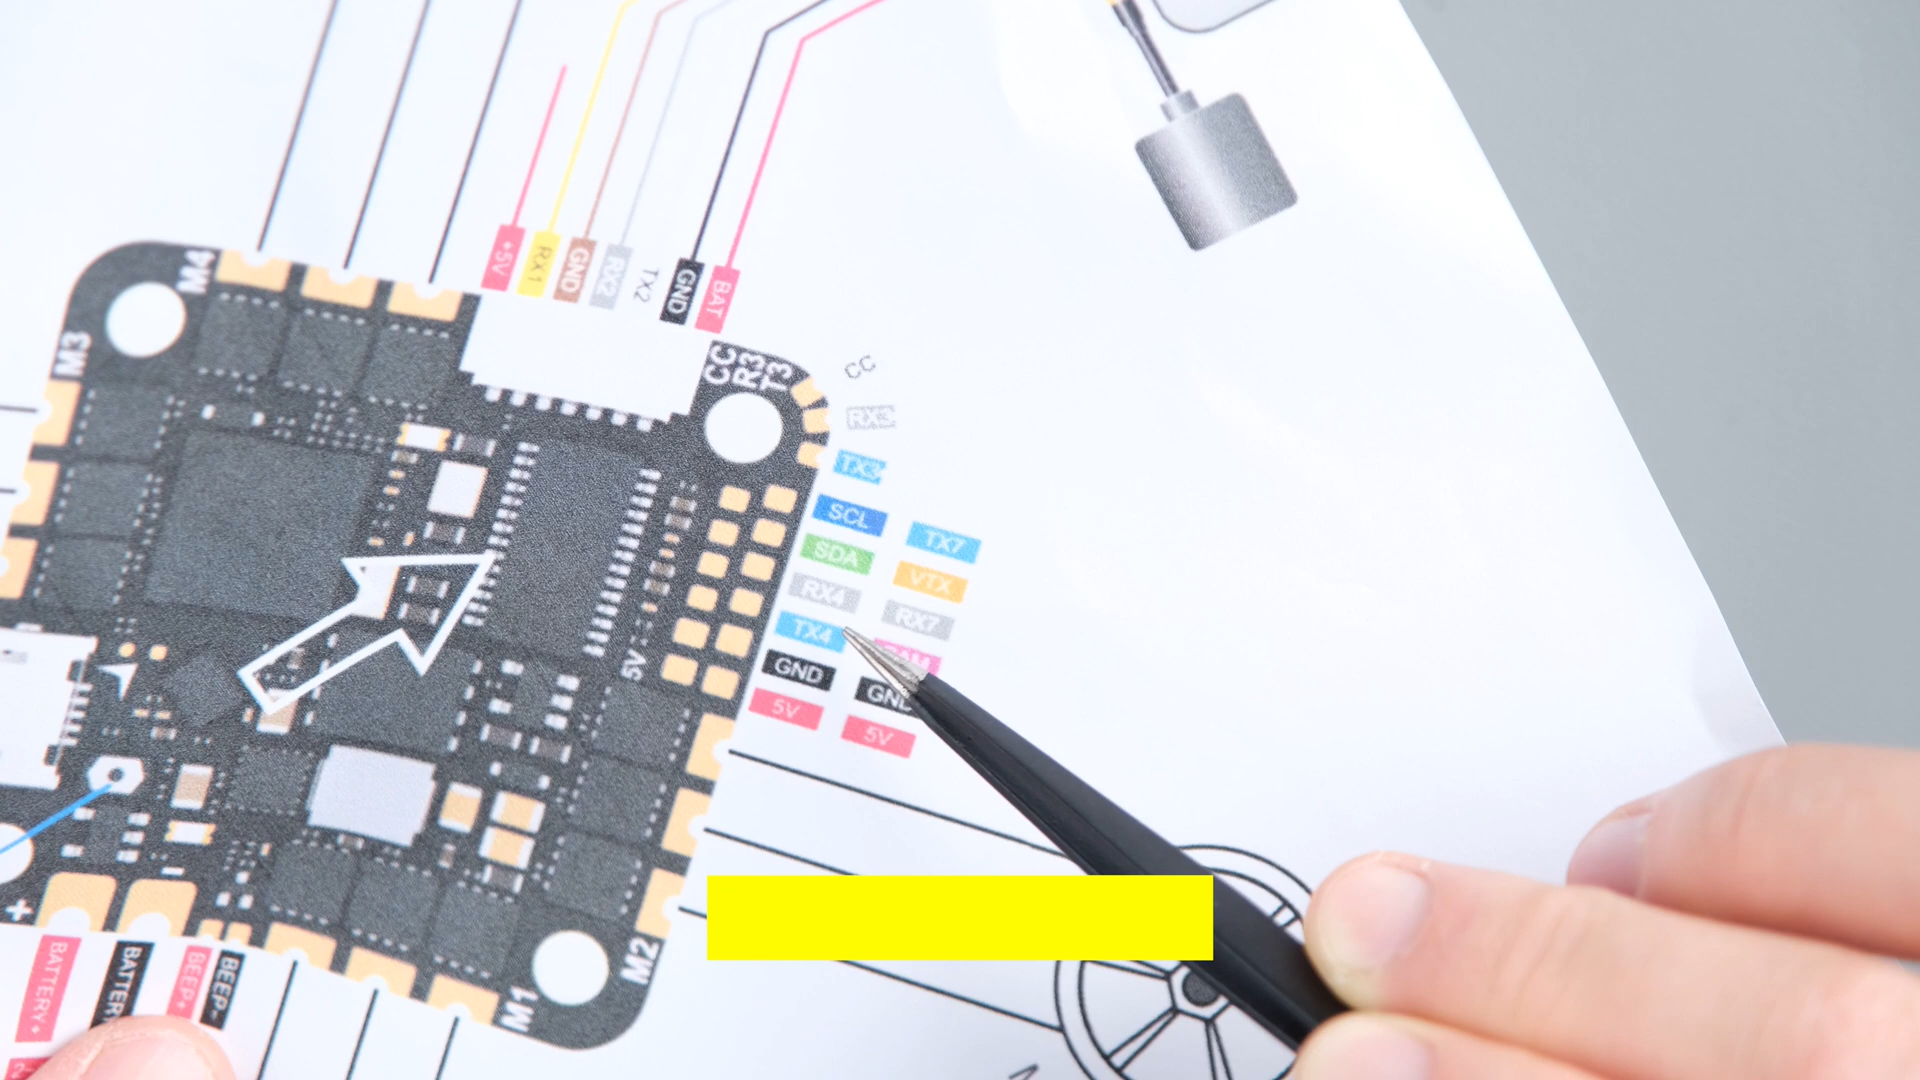 +5V
RX1
GND
RX2
TX2
GND
BAT
M4
M3
CC
R3
T3
CC
RX3
TX3
SCL
TX7
SDA
VTX
RX4
RX7
TX4
GND
GND
5V
5V
5V
M2
M1
+
BATTERY+
BEEP+
BEEP-